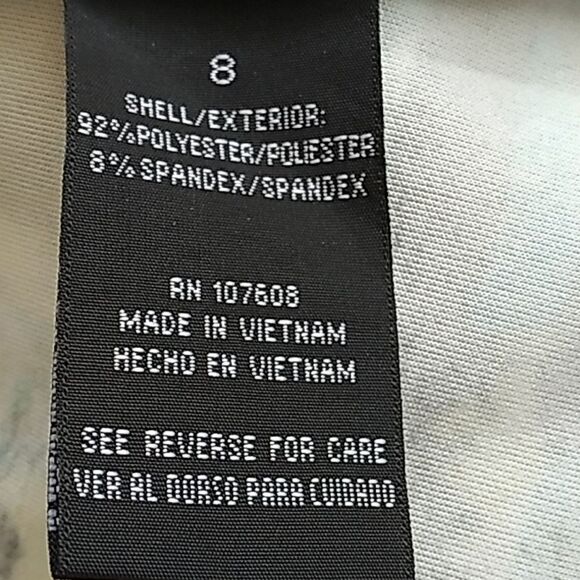 8
SHELL/EXTERIOR:
92%POLYESTER/POLIESTER
8%SPANDEX/SPANDEX
RN 107608
MADE IN VIETNAM
HECHO EN VIETNAM
SEE REVERSE FOR CARE
VER AL DORSO PARA CUIDADO